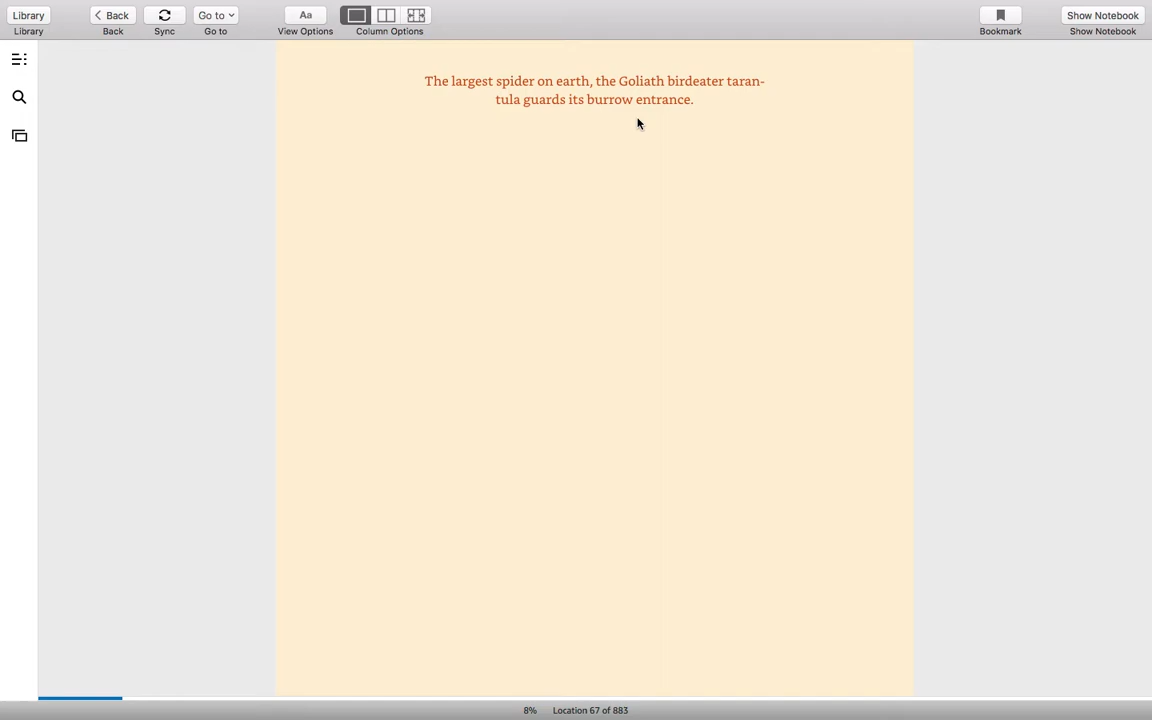 Library
Back
Go to
Aa
Show Notebook
Library
Back
Sync
Go to
View Options
Column Options
Bookmark
Show Notebook
The largest spider on earth, the Goliath birdeater taran-
tula guards its burrow entrance.
8% Location 67 of 883